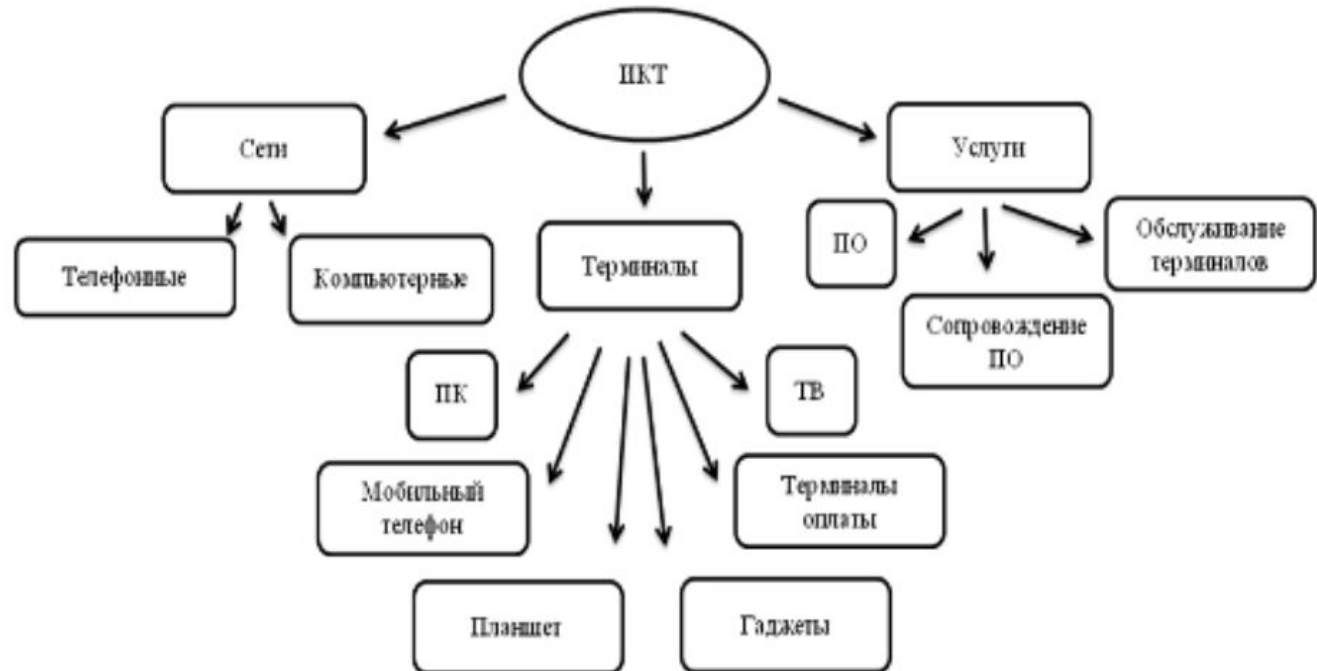 ИКТ
Сети
Услуги
Телефонные
Компьютерные
Терминалы
ПО
Обслуживание
терминалов
Сопровождение
ПО
ПК
ТВ
Мобильный
телефон
Терминалы
оплаты
Планшет
Гаджеты